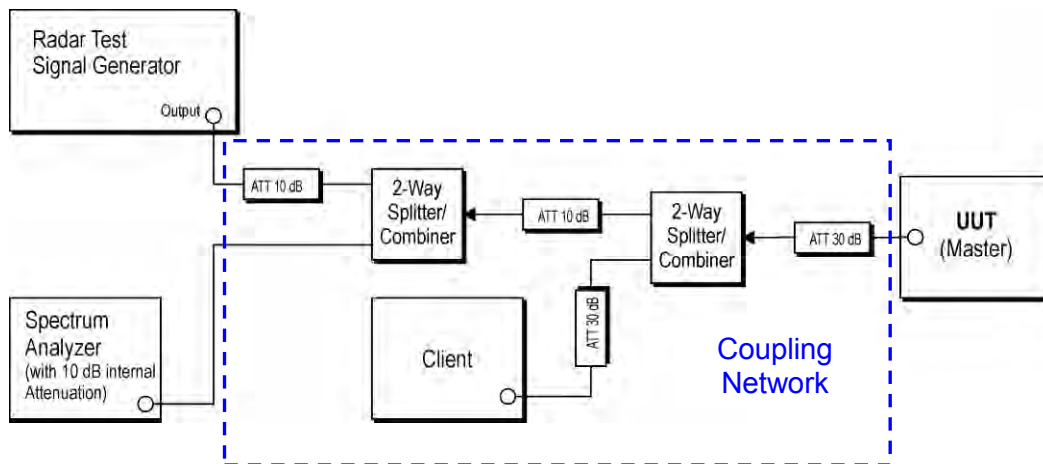 Radar Test
Signal Generator
Output
ATT 10 dB
2-Way
Splitter/
Combiner
ATT 10 dB
2-Way
Splitter/
Combiner
ATT 30 dB
UUT
(Master)
Spectrum
Analyzer
(with 10 dB internal
Attenuation)
Client
ATT 30 dB
Coupling
Network